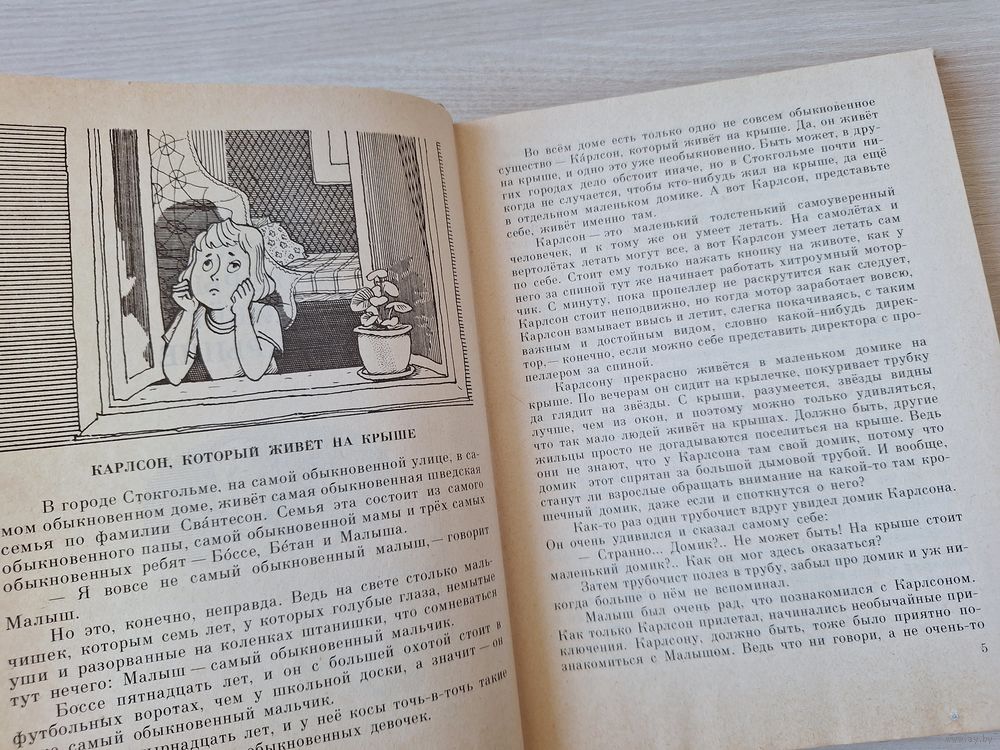 КАРЛСОН, КОТОРЫЙ ЖИВЁТ НА КРЫШЕ
В городе Стокгольме, на самой обыкновенной улице, в са-
мом обыкновенном доме, живёт самая обыкновенная шведская
семья по фамилии Сва́нтесон. Семья эта состоит из самого
обыкновенного папы, самой обыкновенной мамы и трёх самых
обыкновенных ребят — Бо́ссе, Бе́тан и Малыша.
— Я вовсе не самый обыкновенный малыш, — говорит
Малыш.
Но это, конечно, неправда. Ведь на свете столько маль-
чишек, которым семь лет, у которых голубые глаза, немытые
уши и разорванные на коленках штанишки, что сомневаться
тут нечего: Малыш — самый обыкновенный мальчик.
Боссе пятнадцать лет, и он с большей охотой стоит в
футбольных воротах, чем у школьной доски, а значит — он
самый обыкновенный мальчик.
лет, и у неё косы точь-в-точь такие
обыкновенных девочек.
Во всём доме есть только одно не совсем обыкновенное
существо — Ка́рлсон, который живёт на крыше. Да, он живёт
на крыше, и одно это уже необыкновенно. Быть может, в дру-
гих городах дело обстоит иначе, но в Стокгольме почти ни-
когда не случается, чтобы кто-нибудь жил на крыше, да ещё
в отдельном маленьком домике. А вот Карлсон, представьте
себе, живёт именно там.
Карлсон — это маленький толстенький самоуверенный
человечек, и к тому же он умеет летать. На самолётах и
вертолётах летать могут все, а вот Карлсон умеет летать сам
по себе. Стоит ему только нажать кнопку на животе, как у
него за спиной тут же начинает работать хитроумный мотор-
чик. С минуту, пока пропеллер не раскрутится как следует,
Карлсон стоит неподвижно, но когда мотор заработает вовсю,
Карлсон взмывает ввысь и летит, слегка покачиваясь, с таким
важным и достойным видом, словно какой-нибудь дирек-
тор, — конечно, если можно себе представить директора с про-
пеллером за спиной.
Карлсону прекрасно живётся в маленьком домике на
крыше. По вечерам он сидит на крылечке, покуривает трубку
да глядит на звёзды. С крыши, разумеется, звёзды видны
лучше, чем из окон, и поэтому можно только удивляться,
что так мало людей живёт на крышах. Должно быть, другие
жильцы просто не догадываются поселиться на крыше. Ведь
они не знают, что у Карлсона там свой домик, потому что
домик этот спрятан за большой дымовой трубой. И вообще,
станут ли взрослые обращать внимание на какой-то там кро-
шечный домик, даже если и споткнутся о него?
Как-то раз один трубочист вдруг увидел домик Карлсона.
Он очень удивился и сказал самому себе:
— Странно... Домик?.. Не может быть! На крыше стоит
маленький домик?.. Как он мог здесь оказаться?
Затем трубочист полез в трубу, забыл про домик и уж ни-
когда больше о нём не вспоминал.
Малыш был очень рад, что познакомился с Карлсоном.
Как только Карлсон прилетал, начинались необычайные при-
ключения. Карлсону, должно быть, тоже было приятно по-
знакомиться с Малышом. Ведь что ни говори, а не очень-то
5
www.ay.by